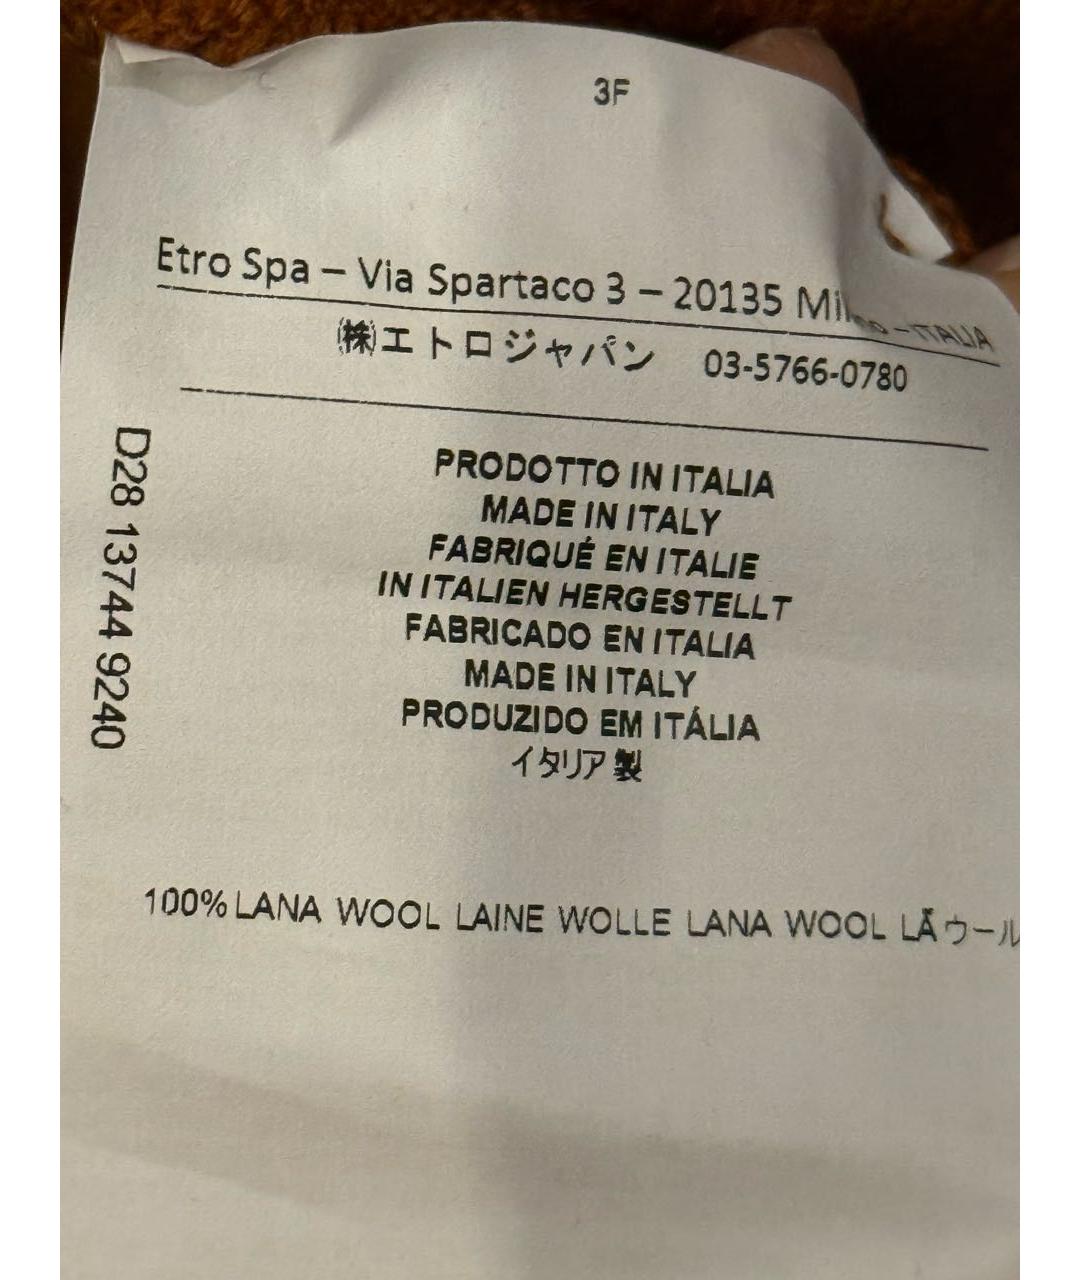 3F
Etro Spa – Via Spartaco 3 – 20135 Milano – ITALIA
㈱エトロジャパン 03-5766-0780
D28 13744 9240
PRODOTTO IN ITALIA
MADE IN ITALY
FABRIQUÉ EN ITALIE
IN ITALIEN HERGESTELLT
FABRICADO EN ITALIA
MADE IN ITALY
PRODUZIDO EM ITÁLIA
イタリア製
100% LANA WOOL LAINE WOLLE LANA WOOL LÃ ウール